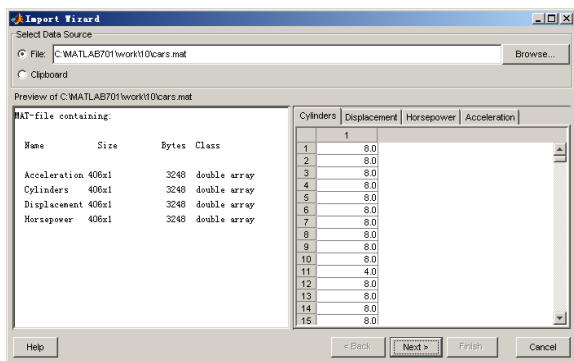 Import Wizard
Select Data Source
File: C:\MATLAB701\work\10\cars.mat Browse...
Clipboard
Preview of C:\MATLAB701\work\10\cars.mat
MAT-file containing:
Name Size Bytes Class
Acceleration 406x1 3248 double array
Cylinders 406x1 3248 double array
Displacement 406x1 3248 double array
Horsepower 406x1 3248 double array
Cylinders Displacement Horsepower Acceleration
1
1 8.0
2 8.0
3 8.0
4 8.0
5 8.0
6 8.0
7 8.0
8 8.0
9 8.0
10 8.0
11 4.0
12 8.0
13 8.0
14 8.0
15 8.0
Help < Back Next > Finish Cancel